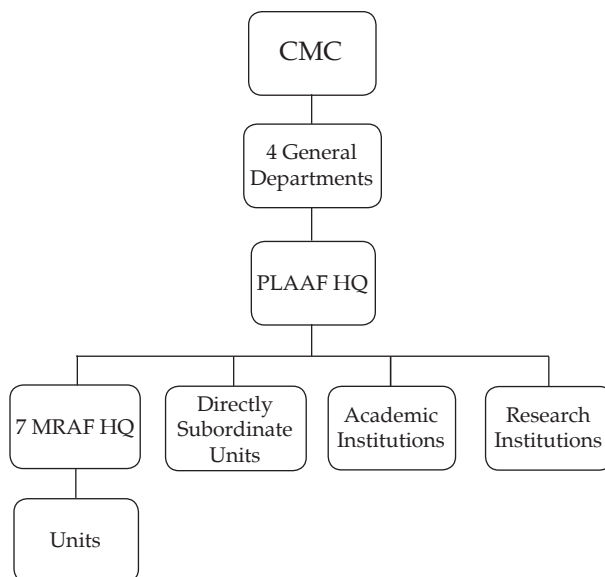 CMC
4 General
Departments
PLAAF HQ
7 MRAF HQ
Directly
Subordinate
Units
Academic
Institutions
Research
Institutions
Units